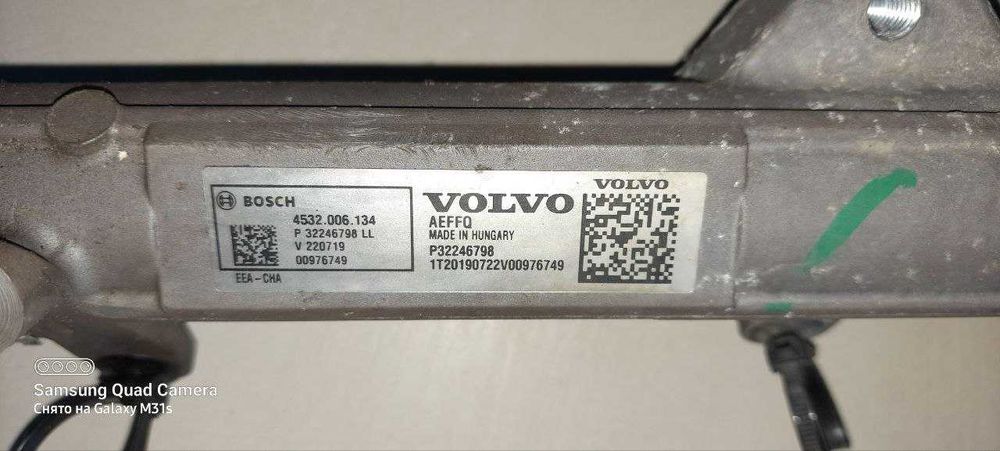 BOSCH
4532.006.134
P 32246798 LL
V 220719
00976749
EEA-CHA
VOLVO
AEFFQ
MADE IN HUNGARY
P32246798
1T20190722V00976749
VOLVO
Samsung Quad Camera
Снято на Galaxy M31s